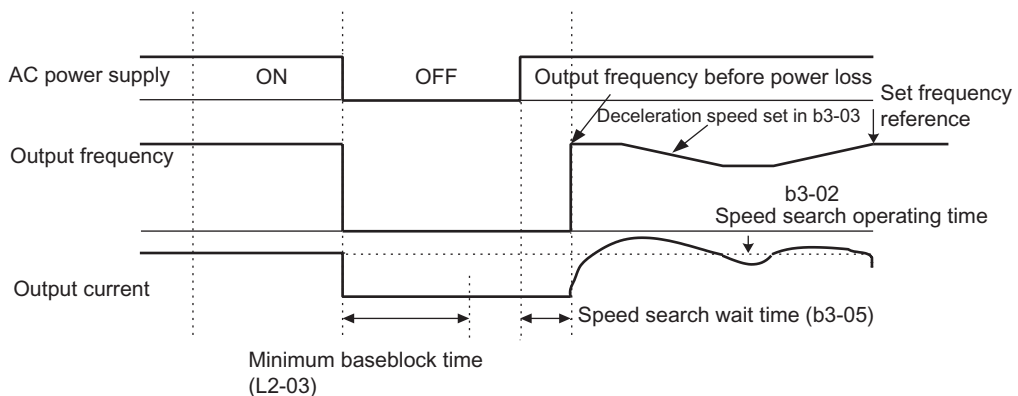 AC power supply
ON
OFF
Output frequency before power loss
Set frequency
reference
Deceleration speed set in b3-03
Output frequency
b3-02
Speed search operating time
Output current
Speed search wait time (b3-05)
Minimum baseblock time
(L2-03)